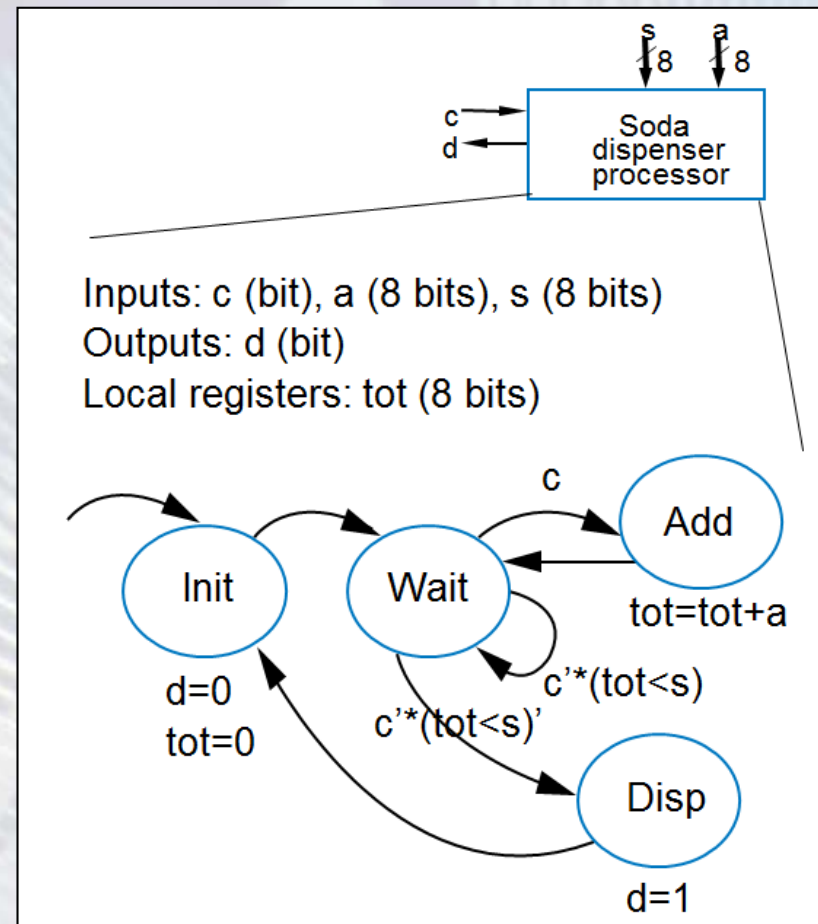 s a
8 8
c
d
Soda
dispenser
processor
Inputs: c (bit), a (8 bits), s (8 bits)
Outputs: d (bit)
Local registers: tot (8 bits)
c
Add
Init
Wait
tot=tot+a
d=0
tot=0
c’*(tot<s)
c’*(tot<s)’
Disp
d=1